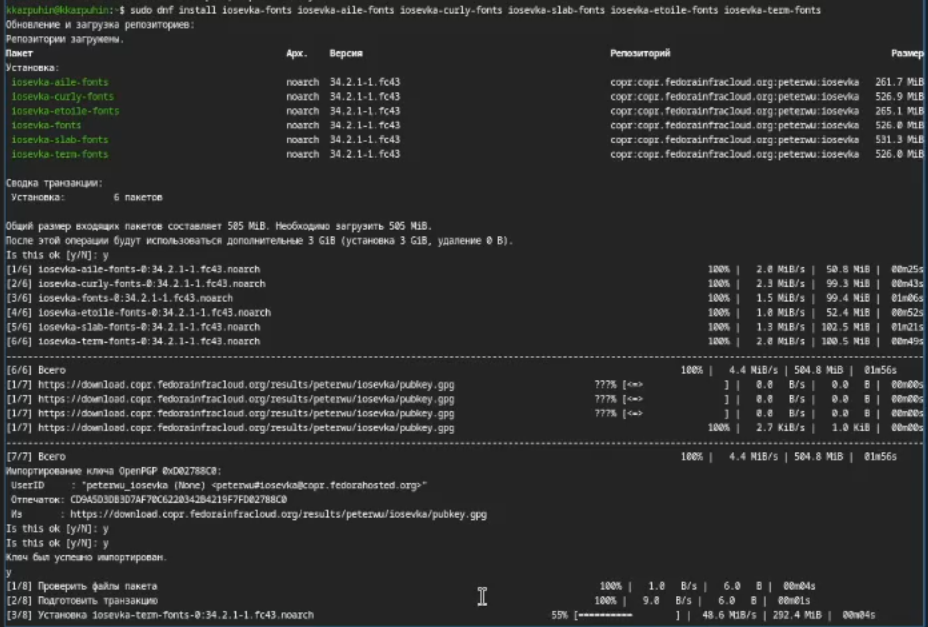 kkarpuhin@kkarpuhin:~$ sudo dnf install iosevka-fonts iosevka-aile-fonts iosevka-curly-fonts iosevka-slab-fonts iosevka-etoile-fonts iosevka-term-fonts
Обновление и загрузка репозиториев:
Репозитории загружены.
Пакет Арх. Версия Репозиторий Размер
Установка:
iosevka-aile-fonts noarch 34.2.1-1.fc43 copr:copr.fedorainfracloud.org:peterwu:iosevka 261.7 MiB
iosevka-curly-fonts noarch 34.2.1-1.fc43 copr:copr.fedorainfracloud.org:peterwu:iosevka 526.9 MiB
iosevka-etoile-fonts noarch 34.2.1-1.fc43 copr:copr.fedorainfracloud.org:peterwu:iosevka 265.1 MiB
iosevka-fonts noarch 34.2.1-1.fc43 copr:copr.fedorainfracloud.org:peterwu:iosevka 526.0 MiB
iosevka-slab-fonts noarch 34.2.1-1.fc43 copr:copr.fedorainfracloud.org:peterwu:iosevka 531.3 MiB
iosevka-term-fonts noarch 34.2.1-1.fc43 copr:copr.fedorainfracloud.org:peterwu:iosevka 526.0 MiB
Сводка транзакции:
Установка: 6 пакетов
Общий размер входящих пакетов составляет 505 MiB. Необходимо загрузить 505 MiB.
После этой операции будут использоваться дополнительные 3 GiB (установка 3 GiB, удаление 0 B).
Is this ok [y/N]: y
[1/6] iosevka-aile-fonts-0:34.2.1-1.fc43.noarch 100% | 2.0 MiB/s | 50.8 MiB | 00m25s
[2/6] iosevka-curly-fonts-0:34.2.1-1.fc43.noarch 100% | 2.3 MiB/s | 99.3 MiB | 00m43s
[3/6] iosevka-fonts-0:34.2.1-1.fc43.noarch 100% | 1.5 MiB/s | 99.4 MiB | 01m06s
[4/6] iosevka-etoile-fonts-0:34.2.1-1.fc43.noarch 100% | 1.0 MiB/s | 52.4 MiB | 00m52s
[5/6] iosevka-slab-fonts-0:34.2.1-1.fc43.noarch 100% | 1.3 MiB/s | 102.5 MiB | 01m21s
[6/6] iosevka-term-fonts-0:34.2.1-1.fc43.noarch 100% | 2.0 MiB/s | 100.5 MiB | 00m49s
[6/6] Всего 100% | 4.4 MiB/s | 504.8 MiB | 01m56s
[1/7] https://download.copr.fedorainfracloud.org/results/peterwu/iosevka/pubkey.gpg ???% [<=> ] | 0.0 B/s | 0.0 B | 00m00s
[1/7] https://download.copr.fedorainfracloud.org/results/peterwu/iosevka/pubkey.gpg ???% [<=> ] | 0.0 B/s | 0.0 B | 00m00s
[1/7] https://download.copr.fedorainfracloud.org/results/peterwu/iosevka/pubkey.gpg ???% [<=> ] | 0.0 B/s | 0.0 B | 00m00s
[1/7] https://download.copr.fedorainfracloud.org/results/peterwu/iosevka/pubkey.gpg 100% | 2.7 KiB/s | 1.0 KiB | 00m00s
[7/7] Всего 100% | 4.4 MiB/s | 504.8 MiB | 01m56s
Импортирование ключа OpenPGP 0xD02788C0:
UserID : "peterwu_iosevka (None) <peterwu#iosevka@copr.fedorahosted.org>"
Отпечаток: CD9A5D3DB3D7AF70C6220342B4219F7FD02788C0
Из : https://download.copr.fedorainfracloud.org/results/peterwu/iosevka/pubkey.gpg
Is this ok [y/N]: y
Is this ok [y/N]: y
Ключ был успешно импортирован.
y
[1/8] Проверить файлы пакета 100% | 1.0 B/s | 6.0 B | 00m04s
[2/8] Подготовить транзакцию 100% | 9.0 B/s | 6.0 B | 00m01s
[3/8] Установка iosevka-term-fonts-0:34.2.1-1.fc43.noarch 55% [========== ] | 48.6 MiB/s | 292.4 MiB | 00m04s